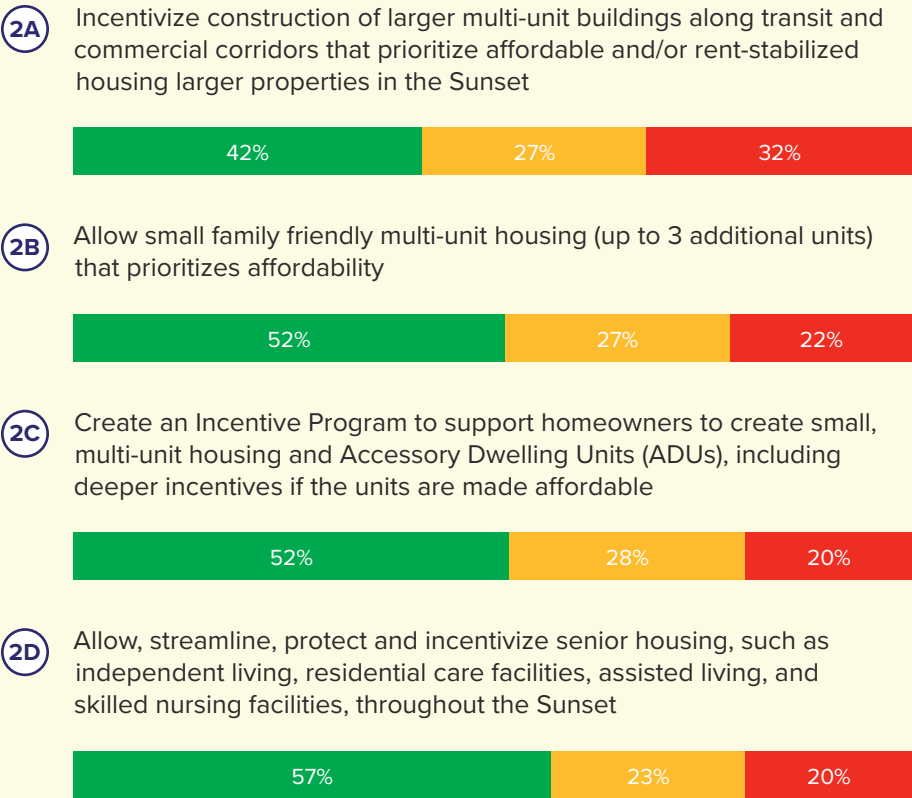 2A
Incentivize construction of larger multi-unit buildings along transit and
commercial corridors that prioritize affordable and/or rent-stabilized
housing larger properties in the Sunset
42% 27% 32%
2B
Allow small family friendly multi-unit housing (up to 3 additional units)
that prioritizes affordability
52% 27% 22%
2C
Create an Incentive Program to support homeowners to create small,
multi-unit housing and Accessory Dwelling Units (ADUs), including
deeper incentives if the units are made affordable
52% 28% 20%
2D
Allow, streamline, protect and incentivize senior housing, such as
independent living, residential care facilities, assisted living, and
skilled nursing facilities, throughout the Sunset
57% 23% 20%